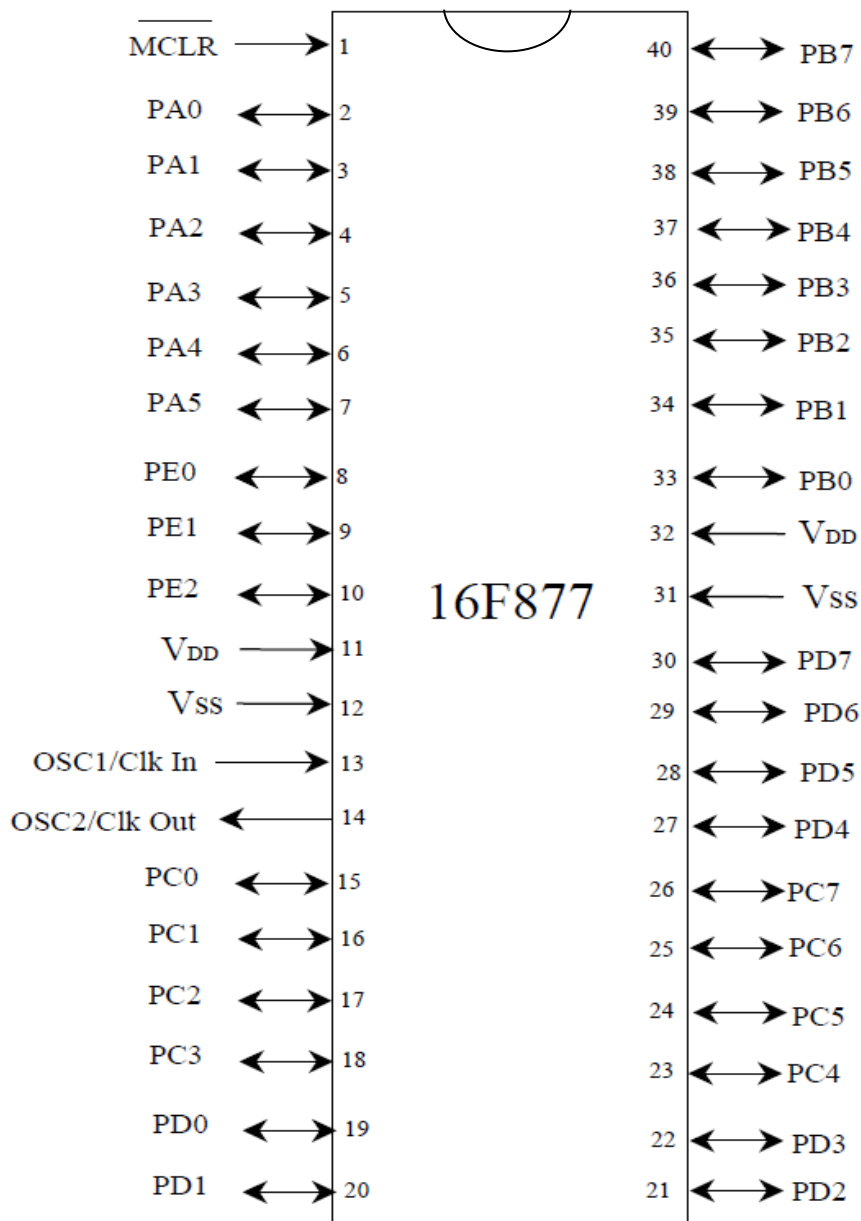 MCLR 1 40 PB7
PA0 2 39 PB6
PA1 3 38 PB5
PA2 4 37 PB4
PA3 5 36 PB3
PA4 6 35 PB2
PA5 7 34 PB1
PE0 8 33 PB0
PE1 9 32 VDD
PE2 10 16F877 31 VSS
VDD 11 30 PD7
VSS 12 29 PD6
OSC1/Clk In 13 28 PD5
OSC2/Clk Out 14 27 PD4
PC0 15 26 PC7
PC1 16 25 PC6
PC2 17 24 PC5
PC3 18 23 PC4
PD0 19 22 PD3
PD1 20 21 PD2